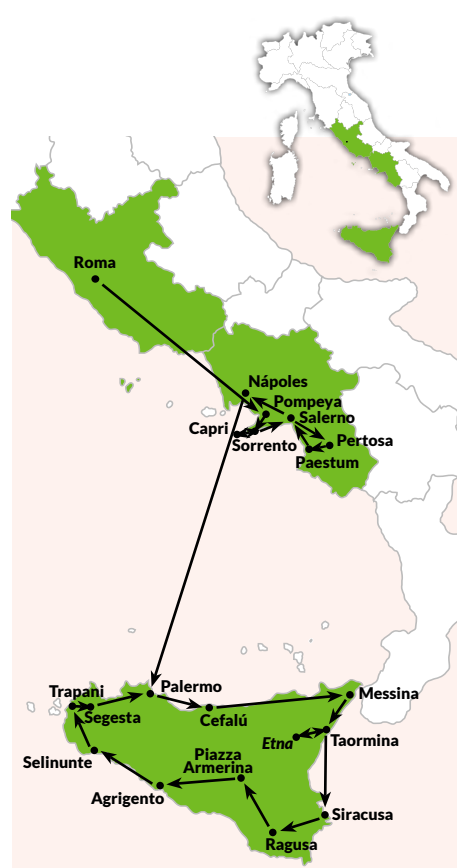 Roma
Nápoles
Pompeya
Salerno
Capri
Sorrento
Pertosa
Paestum
Palermo
Trapani
Segesta
Cefalú
Messina
Etna
Taormina
Selinunte
Piazza
Armerina
Agrigento
Siracusa
Ragusa